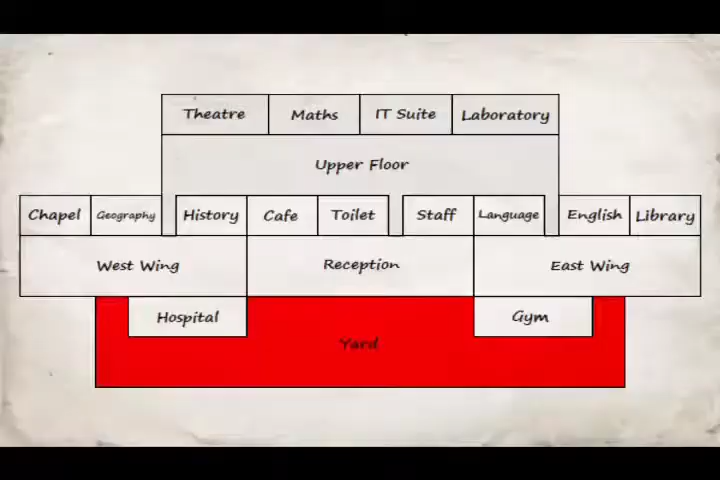 Theatre Maths IT Suite Laboratory
Upper Floor
Chapel Geography History Cafe Toilet Staff Language English Library
West Wing Reception East Wing
Hospital Gym
Yard